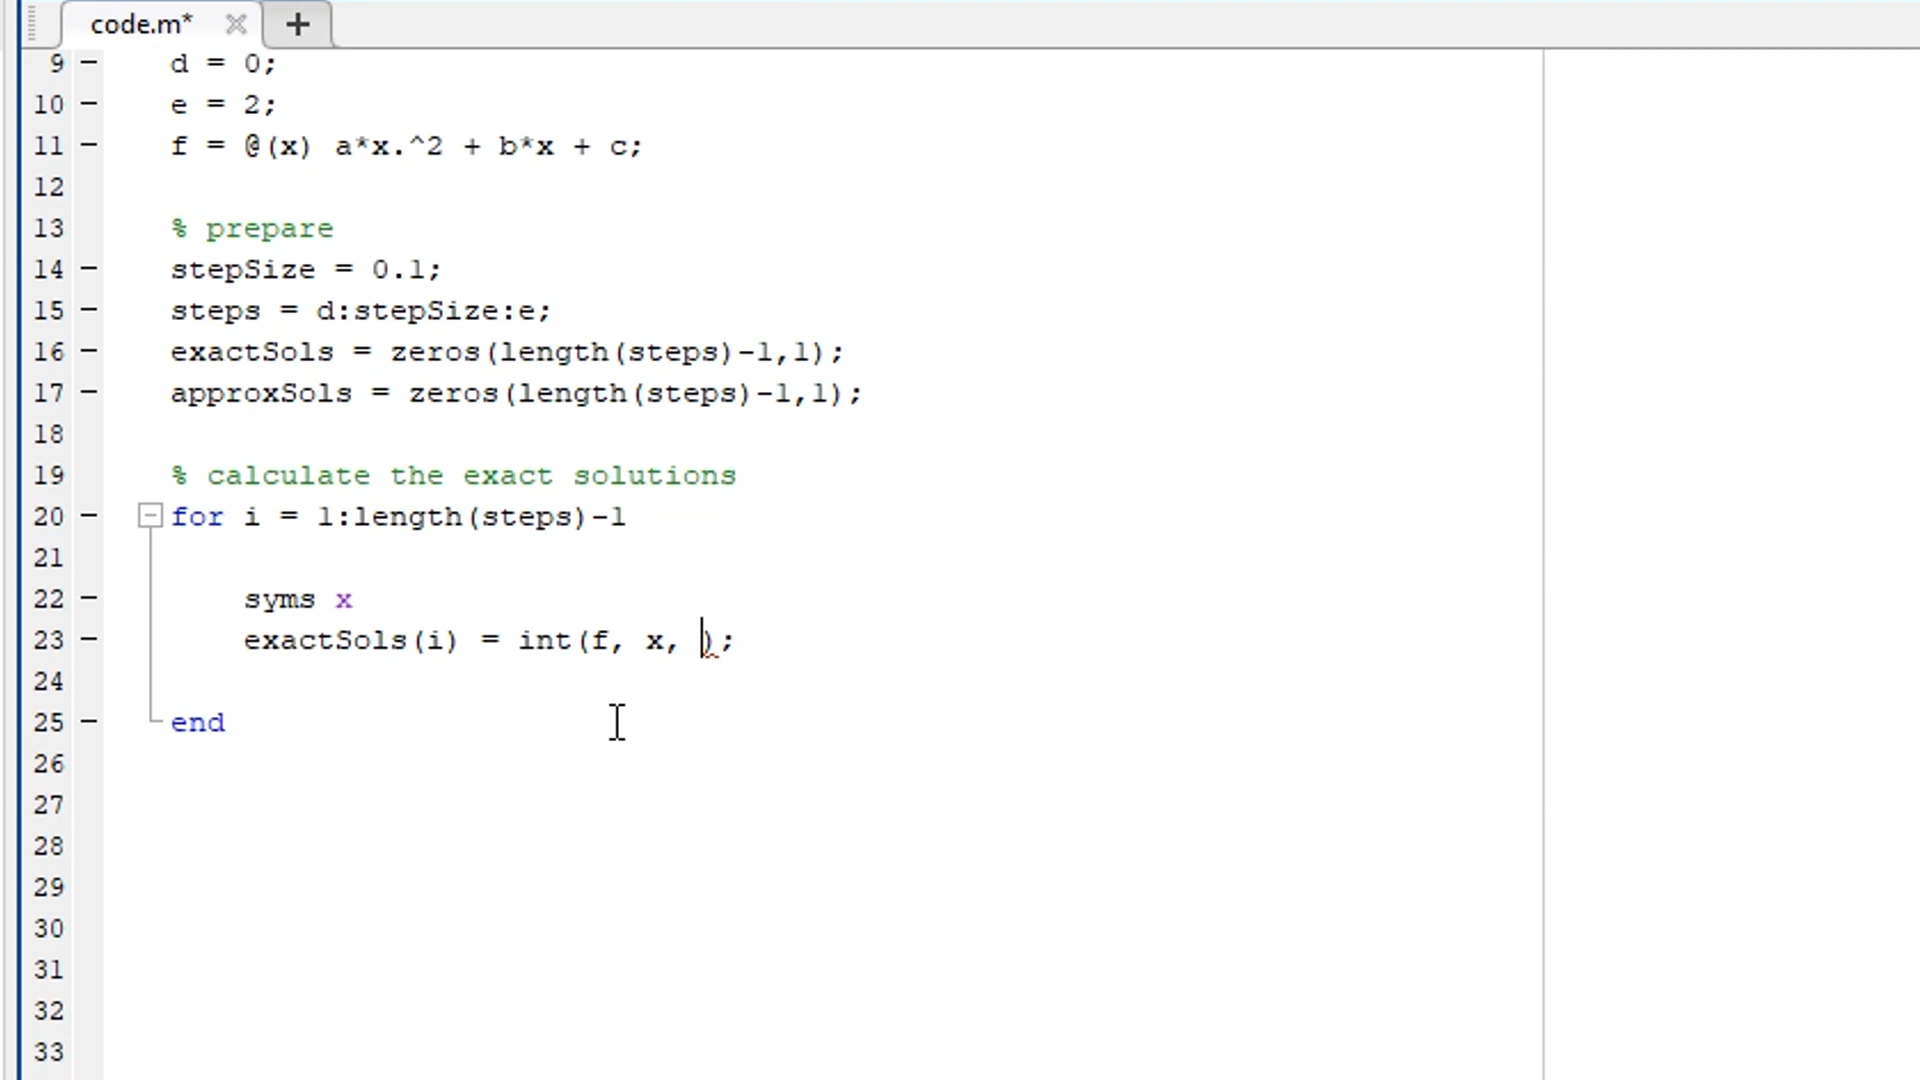 code.m*
9 d = 0;
10 e = 2;
11 f = @(x) a*x.^2 + b*x + c;
12
13 % prepare
14 stepSize = 0.1;
15 steps = d:stepSize:e;
16 exactSols = zeros(length(steps)-1,1);
17 approxSols = zeros(length(steps)-1,1);
18
19 % calculate the exact solutions
20 for i = 1:length(steps)-1
21
22 syms x
23 exactSols(i) = int(f, x, );
24
25 end
26
27
28
29
30
31
32
33